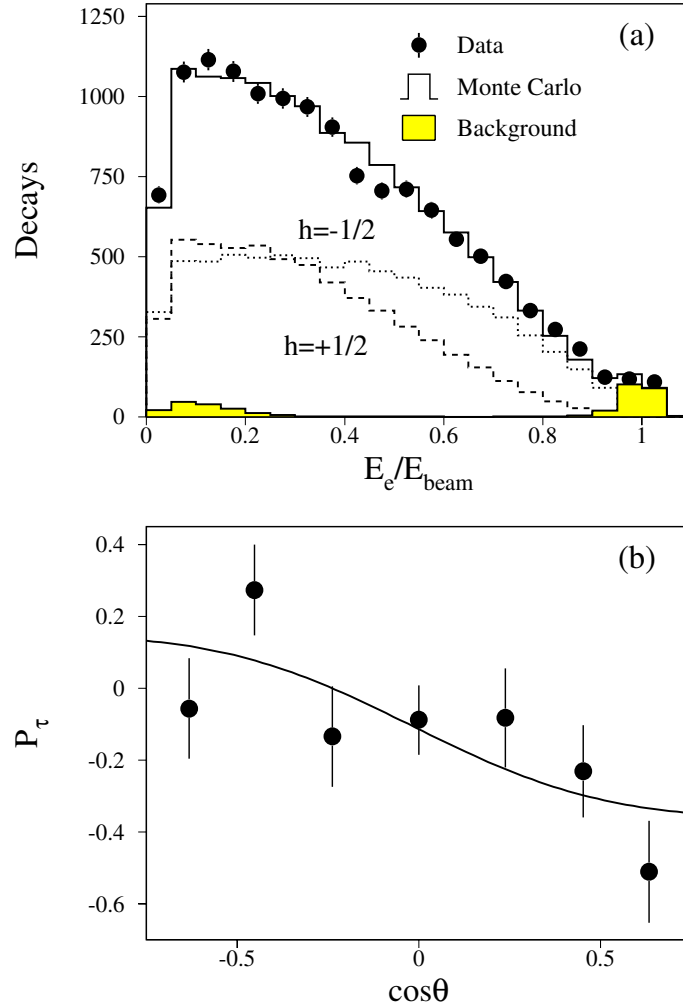 (a)
Data
Monte Carlo
Background
1250
1000
750
500
250
0
Decays
h=-1/2
h=+1/2
0 0.2 0.4 0.6 0.8 1
E_e/E_beam
(b)
0.4
0.2
0
-0.2
-0.4
-0.6
P_τ
-0.5 0 0.5
cosθ